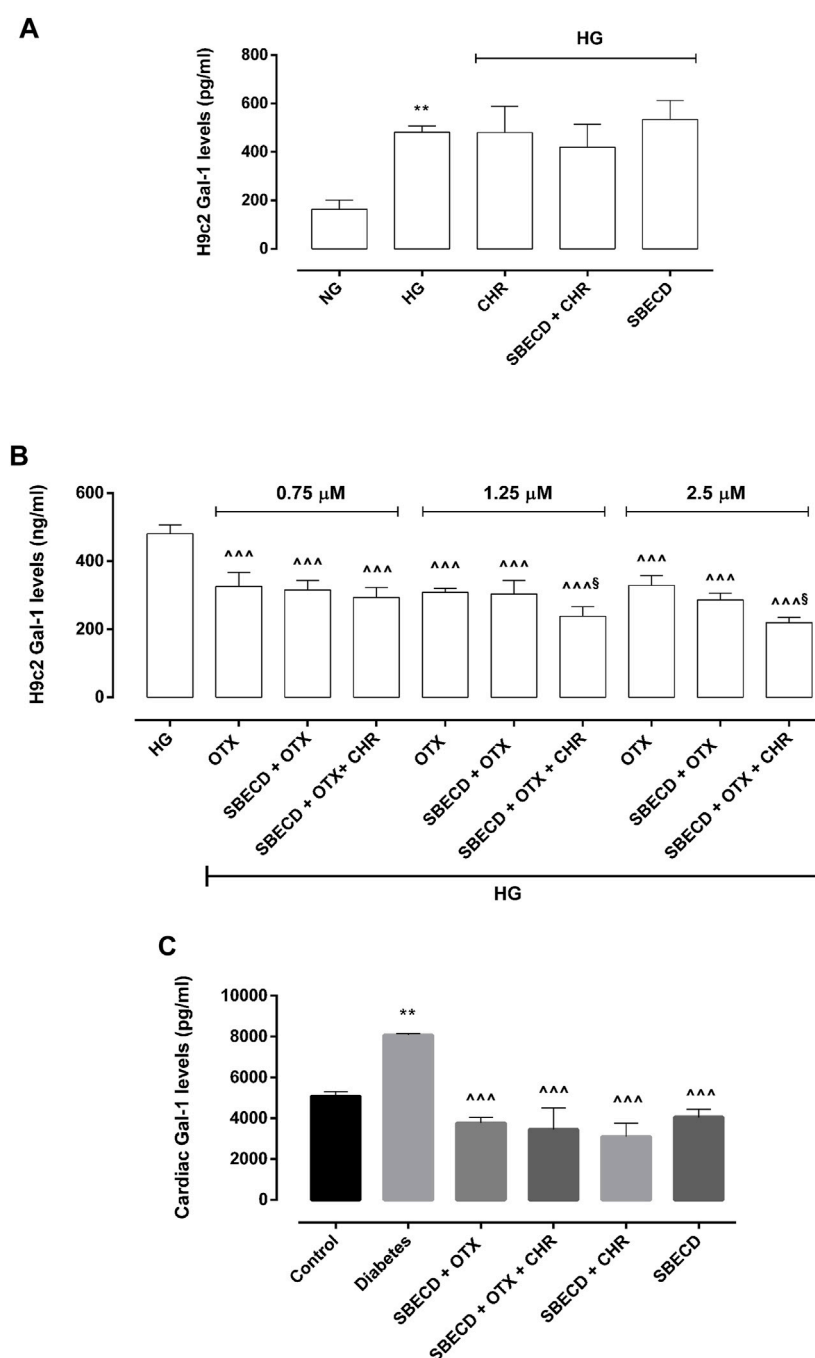 A
HG
H9c2 Gal-1 levels (pg/ml)
800
600
400
200
0
**
NG
HG
CHR
SBECD + CHR
SBECD
B
H9c2 Gal-1 levels (ng/ml)
600
400
200
0
0.75 µM
1.25 µM
2.5 µM
^^^
^^^
^^^
^^^
^^^
^^^§
^^^
^^^
^^^§
HG
OTX
SBECD + OTX
SBECD + OTX+ CHR
OTX
SBECD + OTX
SBECD + OTX + CHR
OTX
SBECD + OTX
SBECD + OTX + CHR
HG
C
Cardiac Gal-1 levels (pg/ml)
10000
8000
6000
4000
2000
0
**
^^^
^^^
^^^
^^^
Control
Diabetes
SBECD + OTX
SBECD + OTX + CHR
SBECD + CHR
SBECD